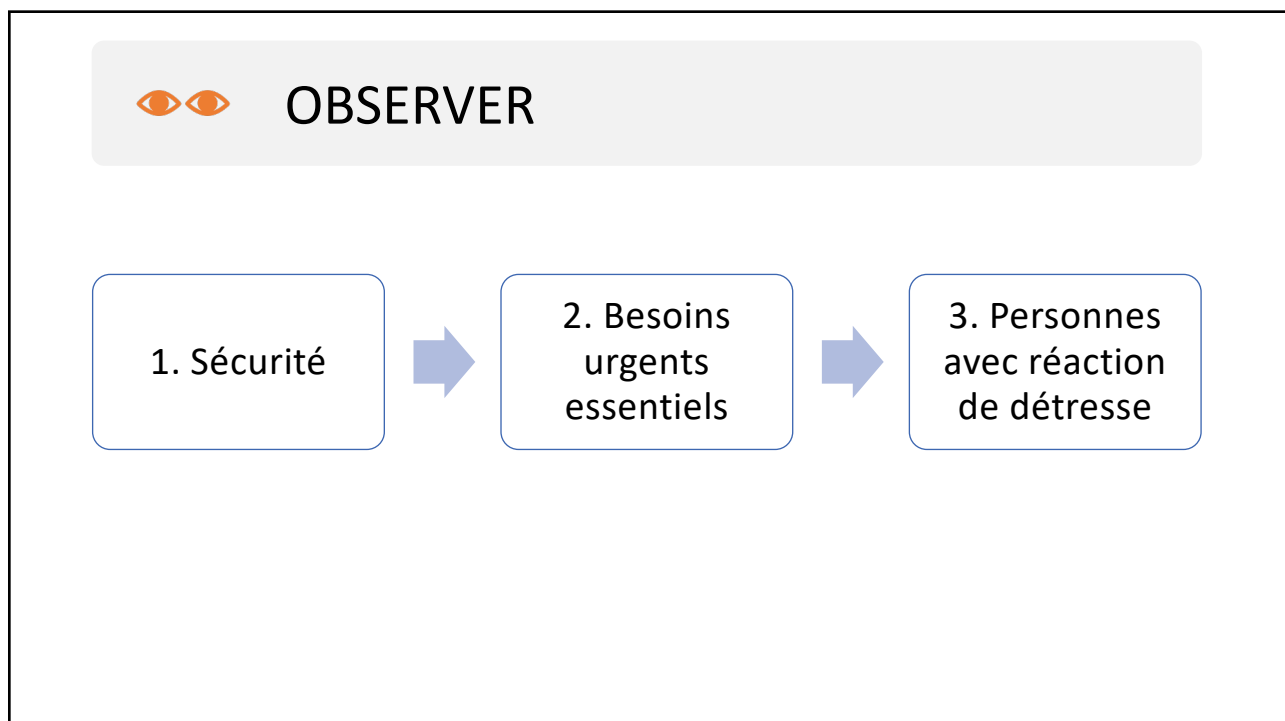 OBSERVER
1. Sécurité
2. Besoins
urgents
essentiels
3. Personnes
avec réaction
de détresse